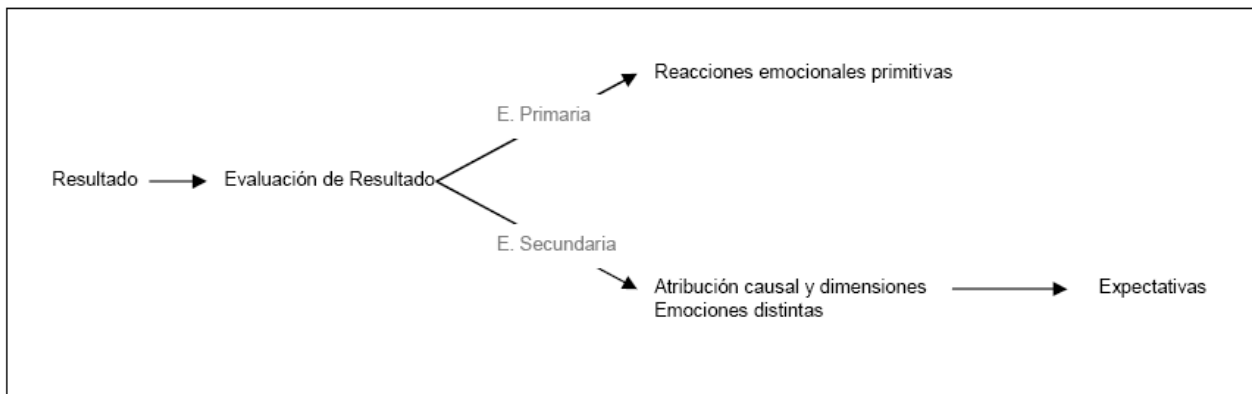 Reacciones emocionales primitivas
E. Primaria
Resultado
Evaluación de Resultado
E. Secundaria
Atribución causal y dimensiones
Emociones distintas
Expectativas